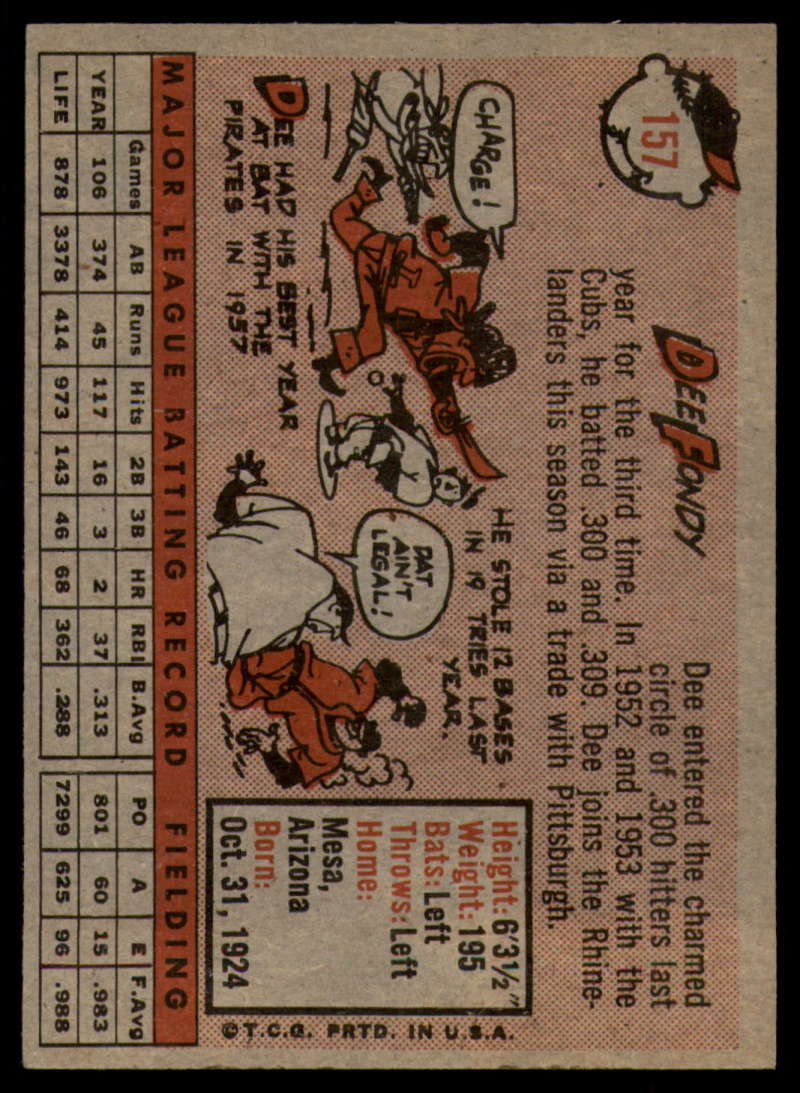 157
DEE FONDY
Dee entered the charmed
circle of .300 hitters last
year for the third time. In 1952 and 1953 with the
Cubs, he batted .300 and .309. Dee joins the Rhine-
landers this season via a trade with Pittsburgh.
CHARGE!
DEE HAD HIS BEST YEAR
AT BAT WITH THE
PIRATES IN 1957
HE STOLE 12 BASES
IN 19 TRIES LAST
YEAR.
DAT
AIN'T
LEGAL!
Height: 6'3½"
Weight: 195
Bats: Left
Throws: Left
Home:
Mesa,
Arizona
Born:
Oct. 31, 1924
©T.C.G. PRTD. IN U.S.A.
MAJOR LEAGUE BATTING RECORD FIELDING
Games AB Runs Hits 2B 3B HR RBI B.Avg PO A E F.Avg
YEAR 106 374 45 117 16 3 2 37 .313 801 60 15 .983
LIFE 878 3378 414 973 143 46 68 362 .288 7299 625 96 .988